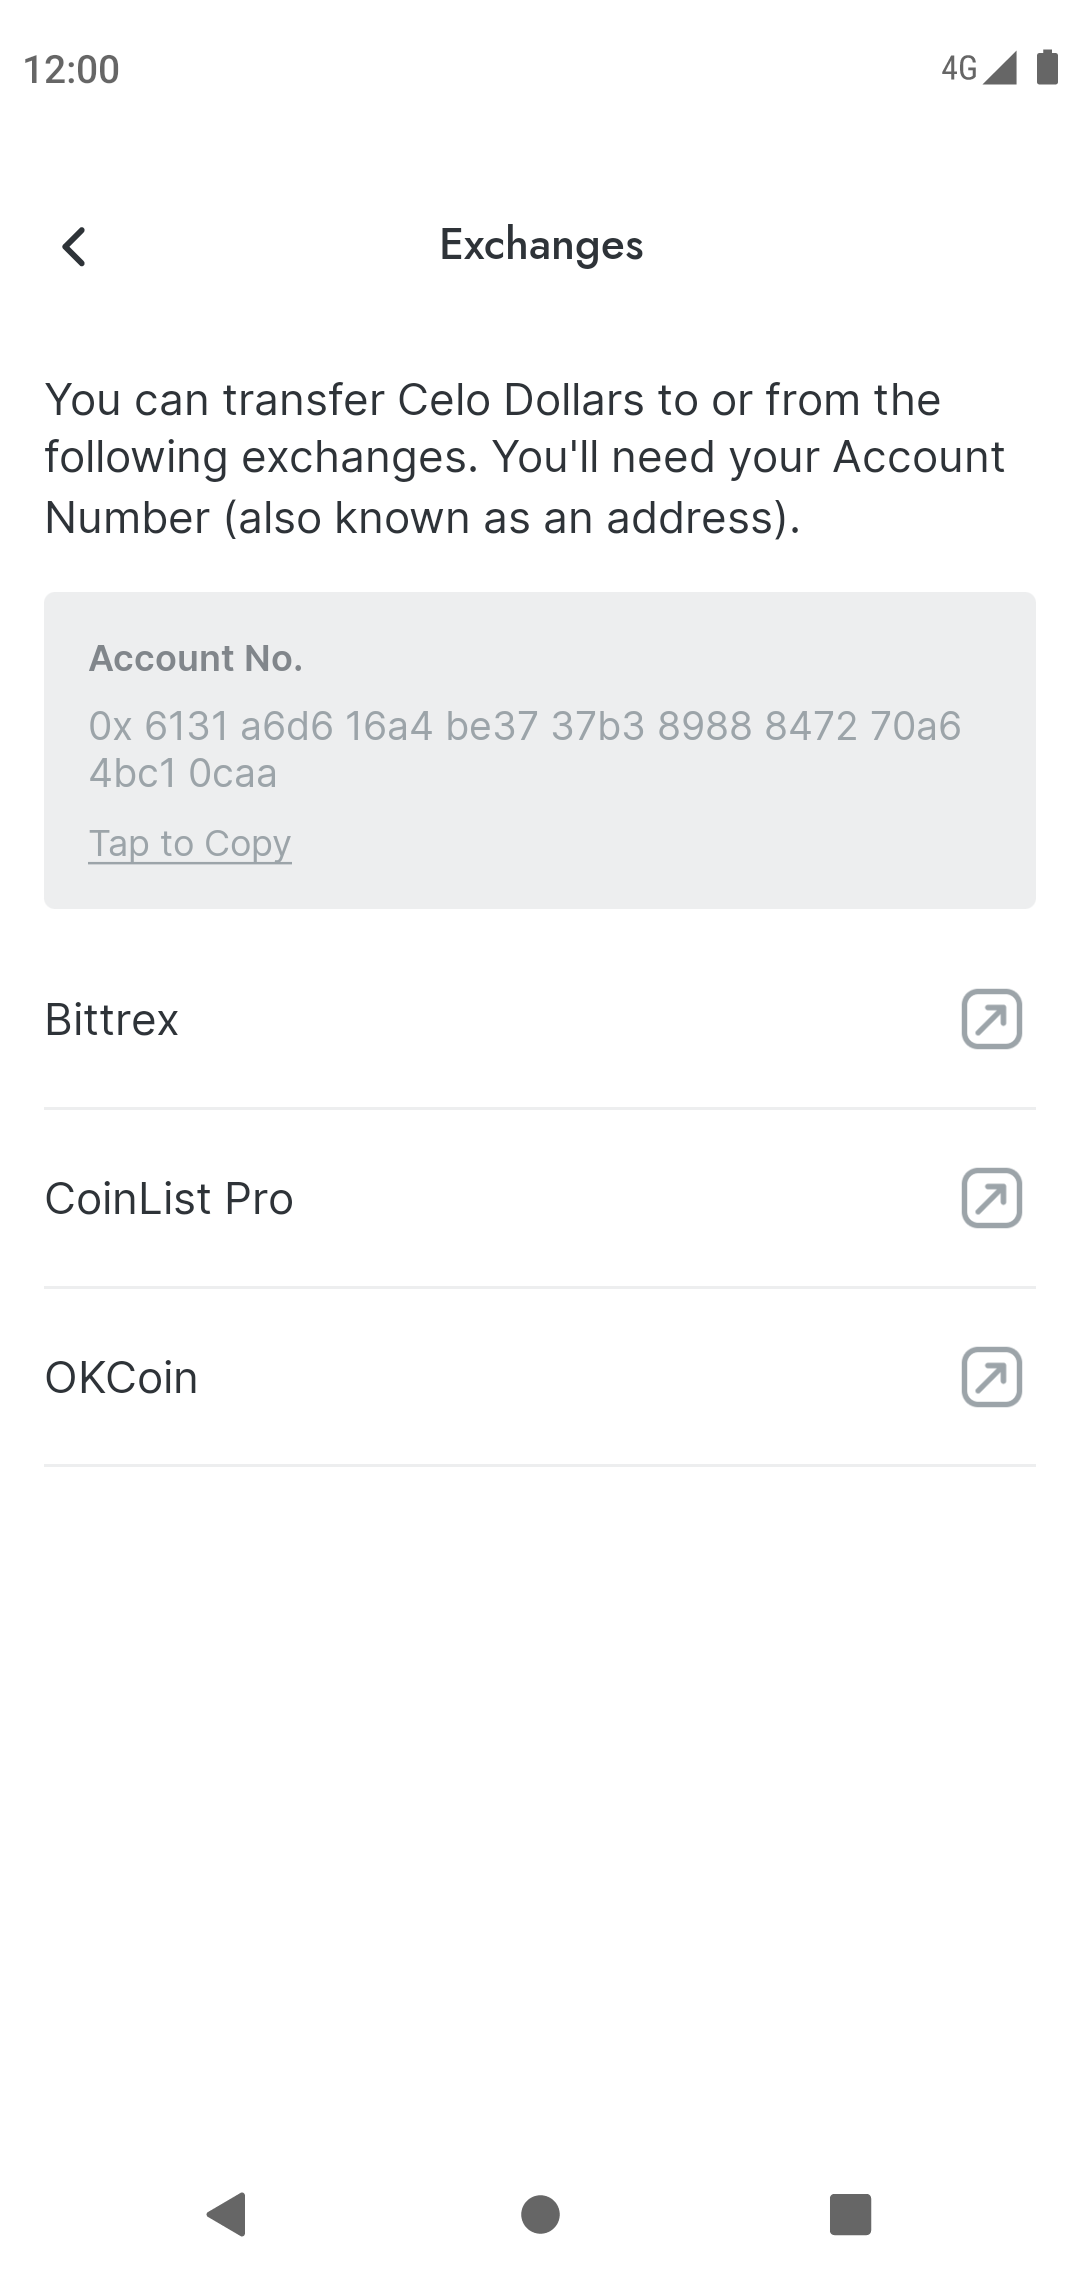 12:00
4G
Exchanges
You can transfer Celo Dollars to or from the
following exchanges. You'll need your Account
Number (also known as an address).
Account No.
0x 6131 a6d6 16a4 be37 37b3 8988 8472 70a6
4bc1 0caa
Tap to Copy
Bittrex
CoinList Pro
OKCoin